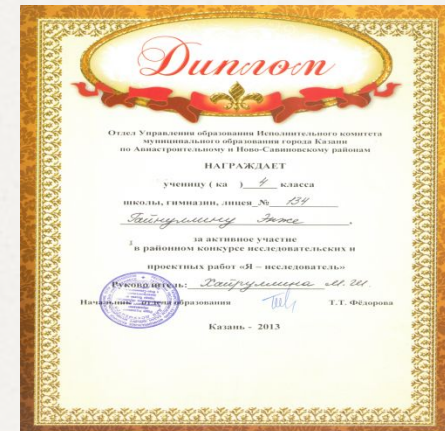 Диплом
Отдел Управления образования Исполнительного комитета
муниципального образования города Казани
по Авиастроительному и Ново-Савиновскому районам
НАГРАЖДАЕТ
ученицу ( ка ) 4 класса
школы, гимназии, лицея № 134
Гайнуллину Энже ,
за активное участие
в районном конкурсе исследовательских и
проектных работ «Я – исследователь»
Руководитель: Хайруллина М.Ш.
Начальник отдела образования Т.Т. Фёдорова
Казань - 2013